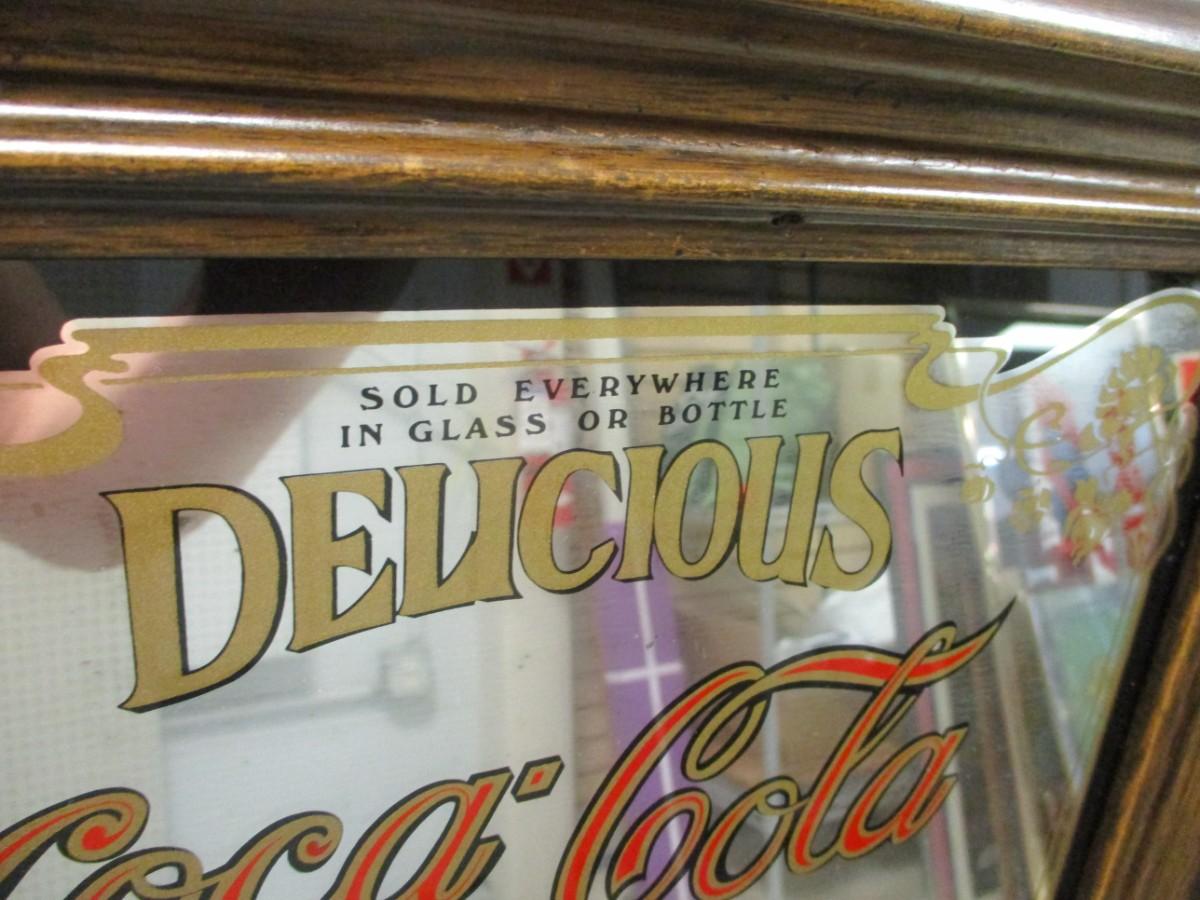 SOLD EVERYWHERE
IN GLASS OR BOTTLE
DELICIOUS
Coca-Cola